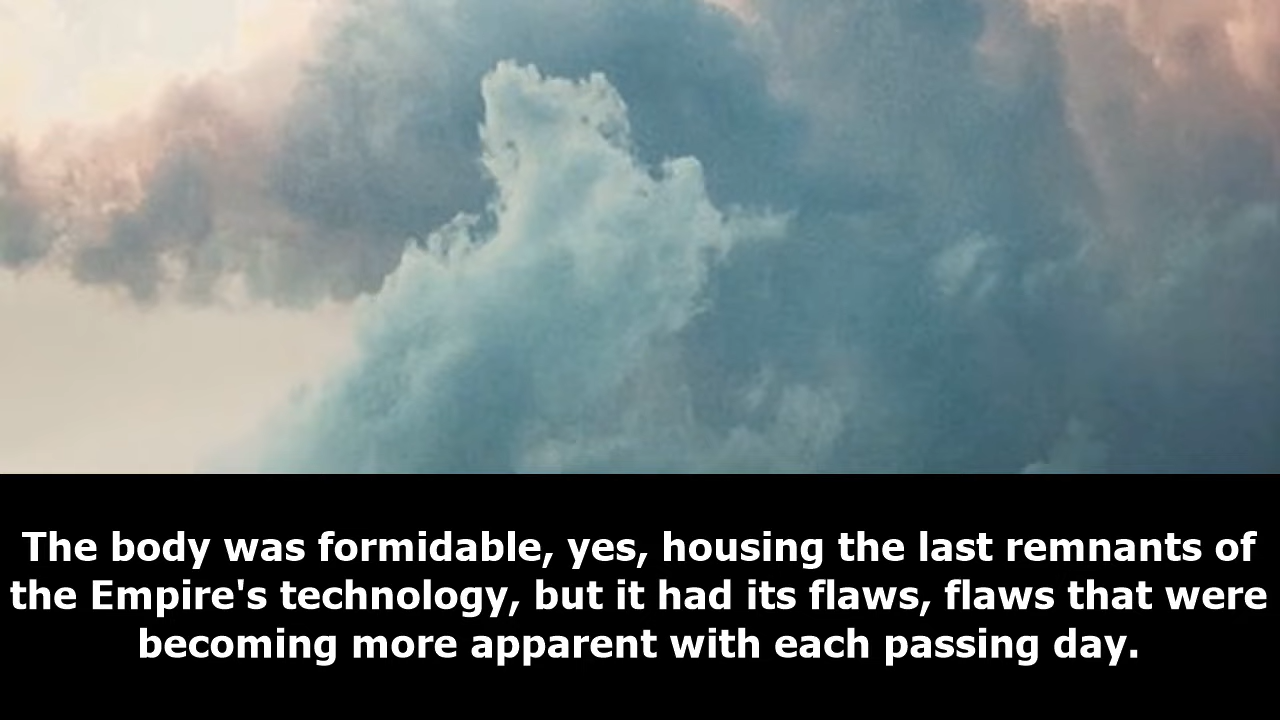 The body was formidable, yes, housing the last remnants of
the Empire's technology, but it had its flaws, flaws that were
becoming more apparent with each passing day.